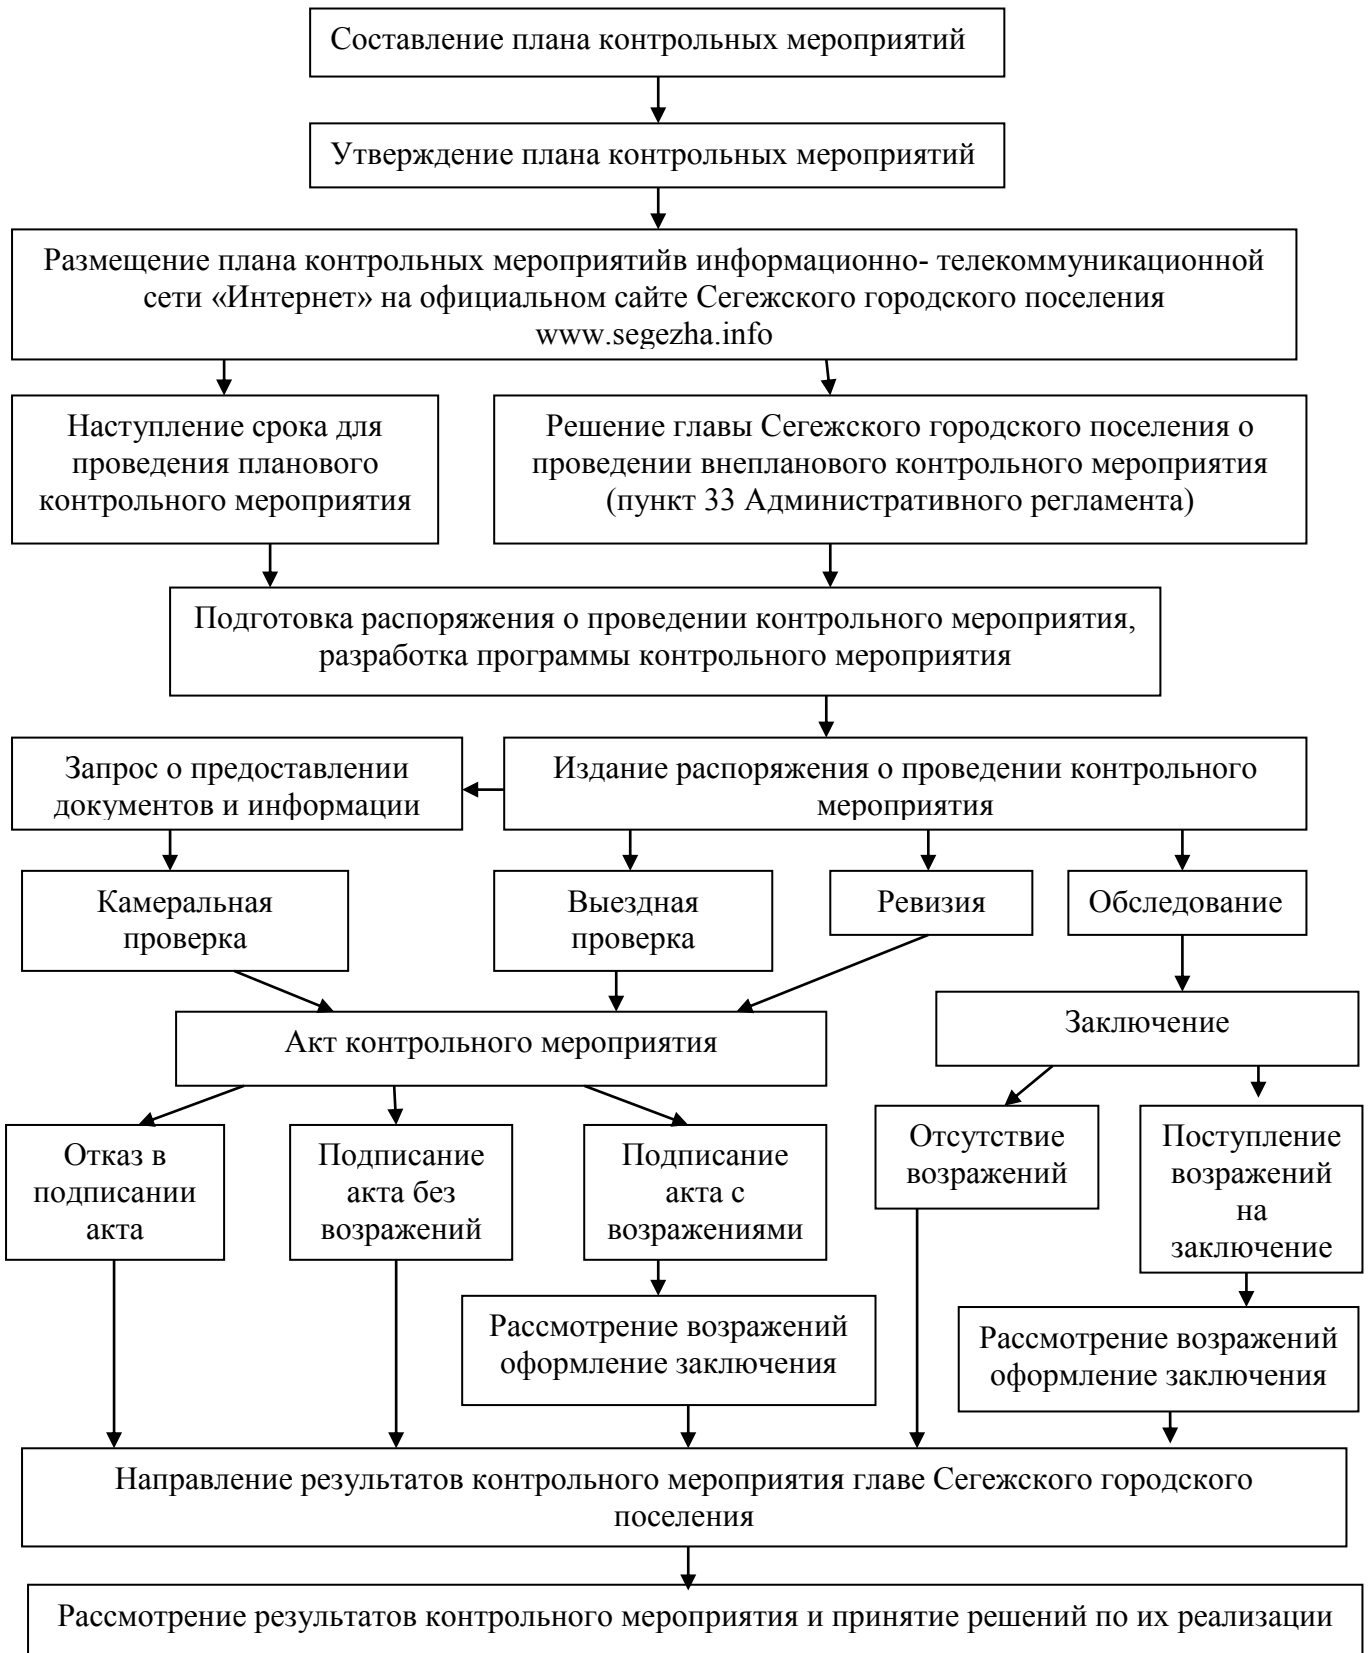 Составление плана контрольных мероприятий
Утверждение плана контрольных мероприятий
Размещение плана контрольных мероприятийв информационно- телекоммуникационной
сети «Интернет» на официальном сайте Сегежского городского поселения
www.segezha.info
Наступление срока для
проведения планового
контрольного мероприятия
Решение главы Сегежского городского поселения о
проведении внепланового контрольного мероприятия
(пункт 33 Административного регламента)
Подготовка распоряжения о проведении контрольного мероприятия,
разработка программы контрольного мероприятия
Запрос о предоставлении
документов и информации
Издание распоряжения о проведении контрольного
мероприятия
Камеральная
проверка
Выездная
проверка
Ревизия
Обследование
Акт контрольного мероприятия
Заключение
Отказ в
подписании
акта
Подписание
акта без
возражений
Подписание
акта с
возражениями
Отсутствие
возражений
Поступление
возражений
на
заключение
Рассмотрение возражений
оформление заключения
Рассмотрение возражений
оформление заключения
Направление результатов контрольного мероприятия главе Сегежского городского
поселения
Рассмотрение результатов контрольного мероприятия и принятие решений по их реализации